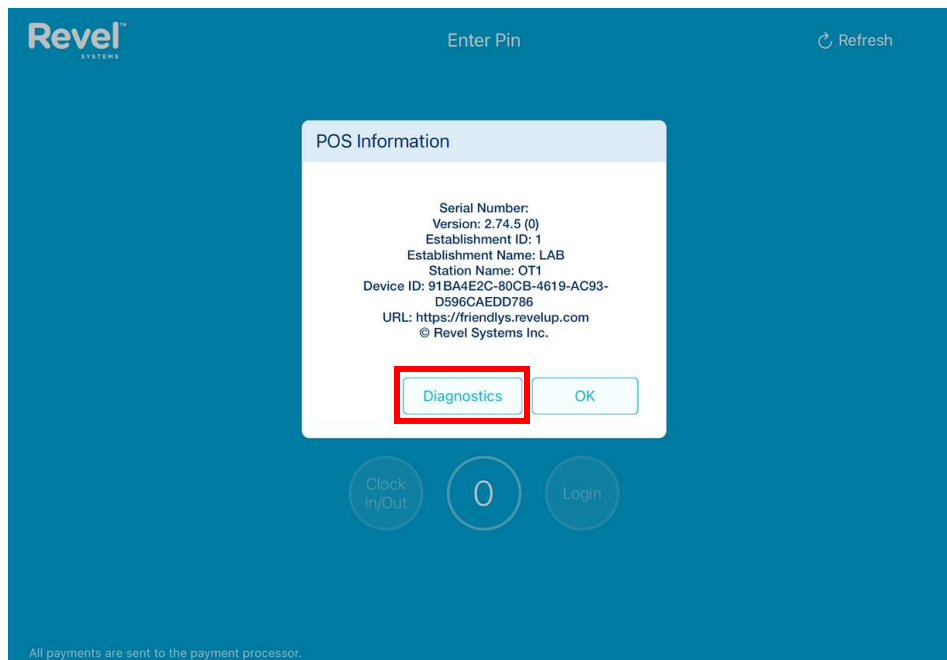 Revel™
SYSTEMS
Enter Pin
Refresh
POS Information
Serial Number:
Version: 2.74.5 (0)
Establishment ID: 1
Establishment Name: LAB
Station Name: OT1
Device ID: 91BA4E2C-80CB-4619-AC93-
D596CAEDD786
URL: https://friendlys.revelup.com
© Revel Systems Inc.
Diagnostics
OK
Clock
In/Out
0
Login
All payments are sent to the payment processor.